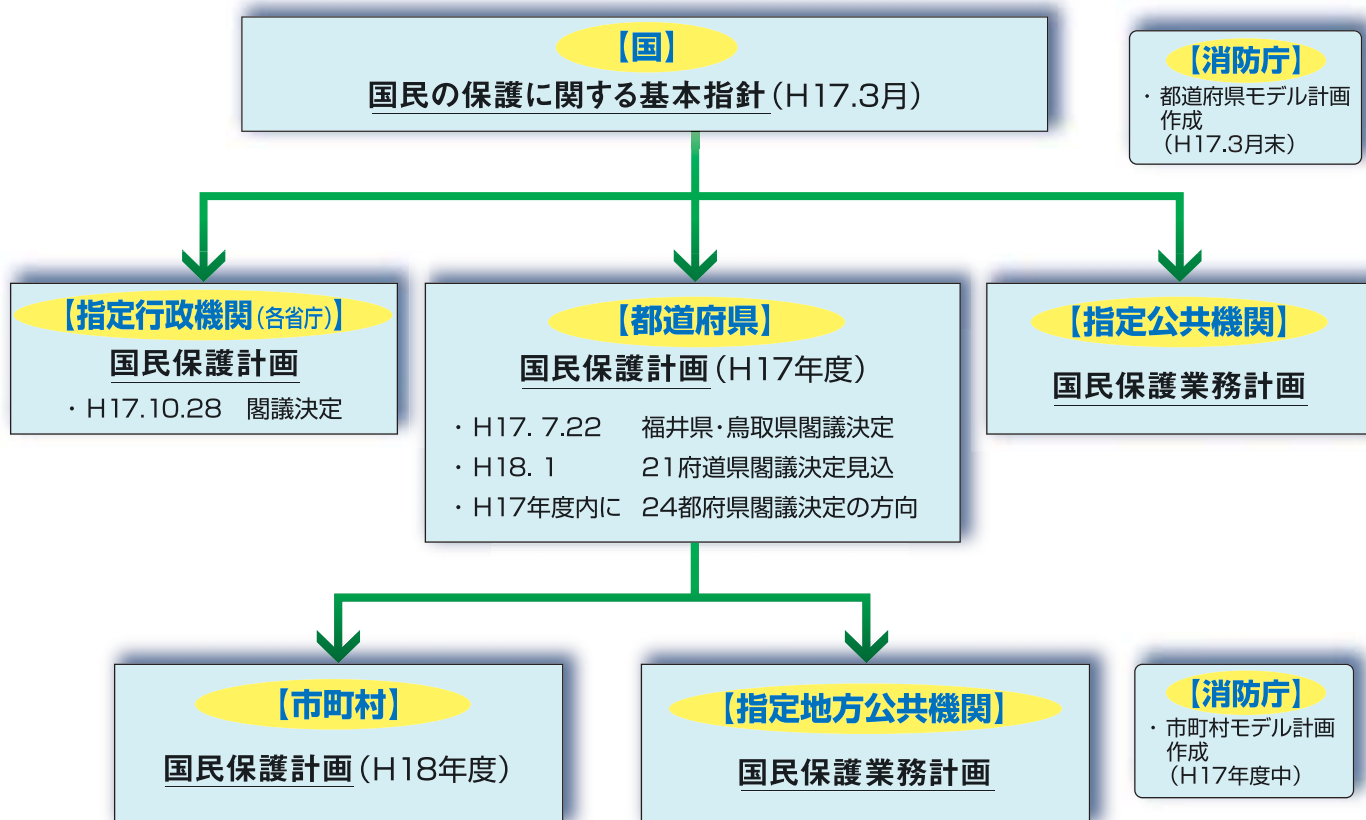 【国】
国民の保護に関する基本指針(H17.3月)
【消防庁】
・都道府県モデル計画
作成
(H17.3月末)
【指定行政機関(各省庁)】
国民保護計画
・H17.10.28 閣議決定
【都道府県】
国民保護計画(H17年度)
・H17. 7.22 福井県・鳥取県閣議決定
・H18. 1 21府道県閣議決定見込
・H17年度内に 24都府県閣議決定の方向
【指定公共機関】
国民保護業務計画
【市町村】
国民保護計画(H18年度)
【指定地方公共機関】
国民保護業務計画
【消防庁】
・市町村モデル計画
作成
(H17年度中)